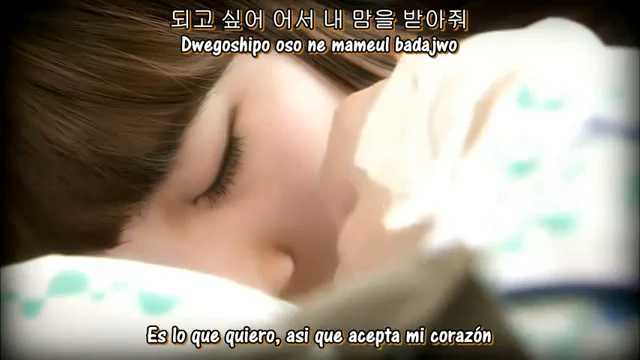 되고 싶어 어서 내 맘을 받아줘
Dwegoshipo oso ne mameul badajwo
Es lo que quiero, asi que acepta mi corazón